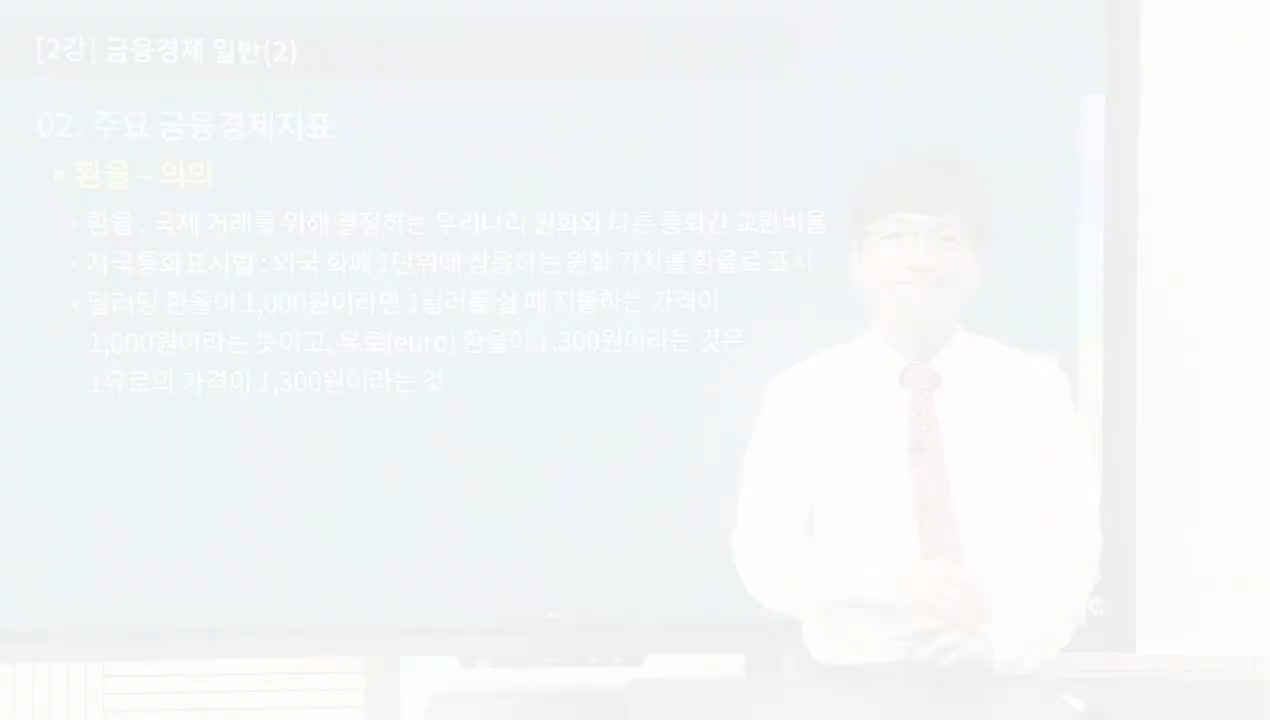 [2강] 금융경제 일반(2)
02. 주요 금융경제지표
▪ 환율 – 의의
• 환율 : 국제 거래를 위해 결정하는 우리나라 원화와 다른 통화간 교환비율
• 자국통화표시법 : 외국 화폐 1단위에 상응하는 원화 가치를 환율로 표시
• 달러당 환율이 1,000원이라면 1달러를 살 때 지불하는 가격이
1,000원이라는 뜻이고, 유로(euro) 환율이 1,300원이라는 것은
1유로의 가격이 1,300원이라는 것